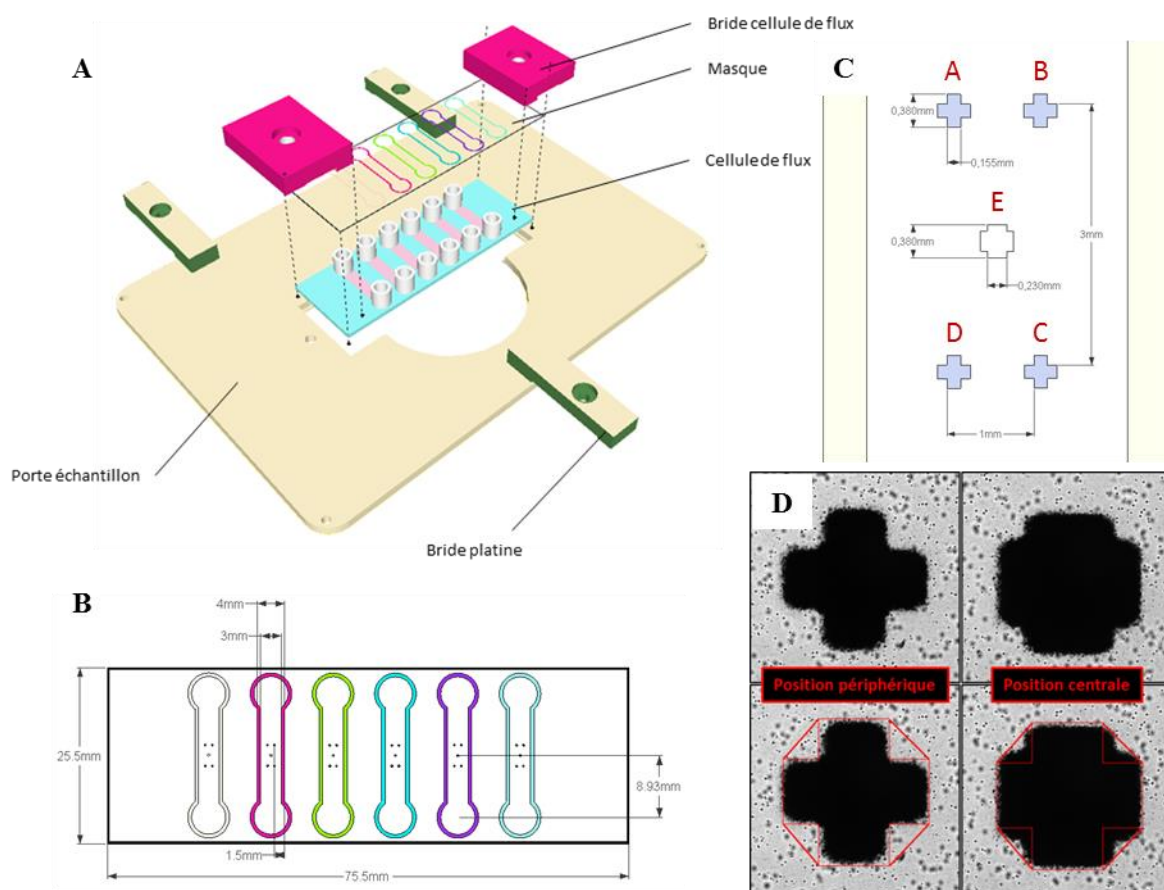 A
Bride cellule de flux
Masque
Cellule de flux
Porte échantillon
Bride platine
B
4mm
3mm
25.5mm
8.93mm
1.5mm
75.5mm
C
A
B
0,380mm
0,155mm
E
3mm
0,380mm
0,230mm
D
C
1mm
D
Position périphérique
Position centrale